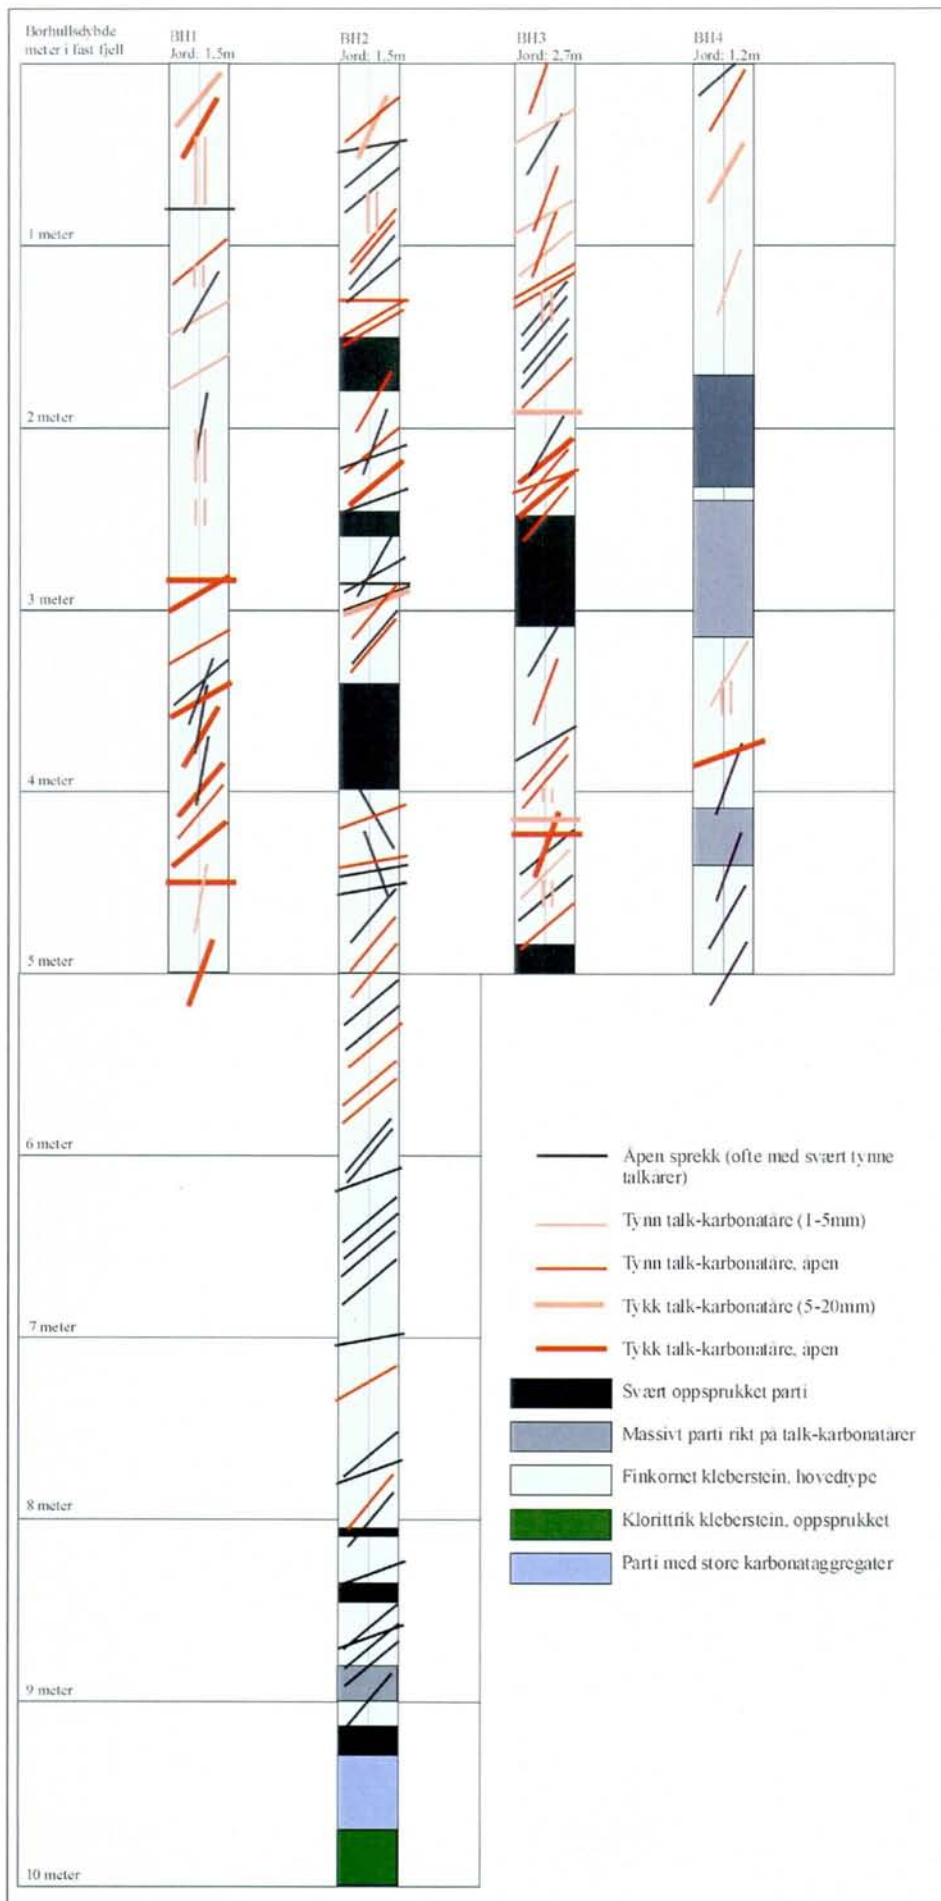 Borhullsdybde
meter i fast fjell
BH1
Jord: 1,5m
BH2
Jord: 1,5m
BH3
Jord: 2,7m
BH4
Jord: 1,2m
1 meter
2 meter
3 meter
4 meter
5 meter
6 meter
7 meter
8 meter
9 meter
10 meter
Åpen sprekk (ofte med svært tynne
talkårer)
Tynn talk-karbonatåre (1-5mm)
Tynn talk-karbonatåre, åpen
Tykk talk-karbonatåre (5-20mm)
Tykk talk-karbonatåre, åpen
Svært oppsprukket parti
Massivt parti rikt på talk-karbonatårer
Finkornet kleberstein, hovedtype
Klorittrik kleberstein, oppsprukket
Parti med store karbonataggregater